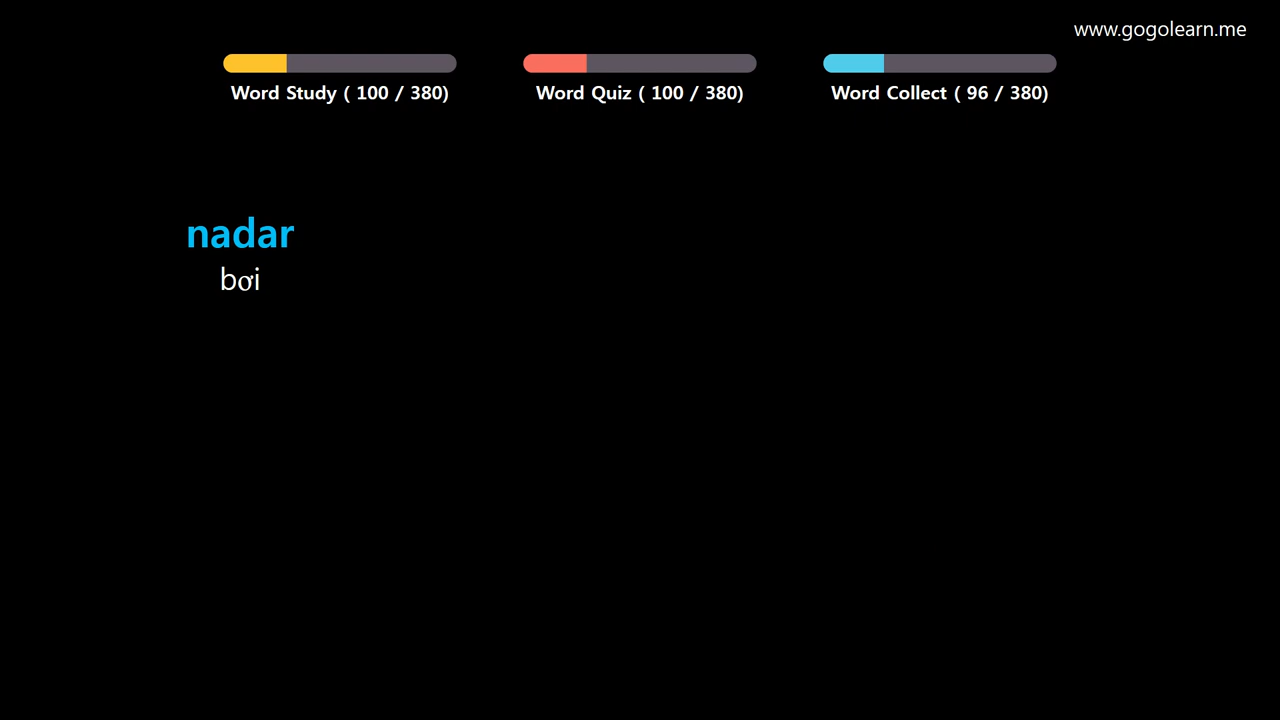 www.gogolearn.me
Word Study ( 100 / 380)
Word Quiz ( 100 / 380)
Word Collect ( 96 / 380)
nadar
bơi